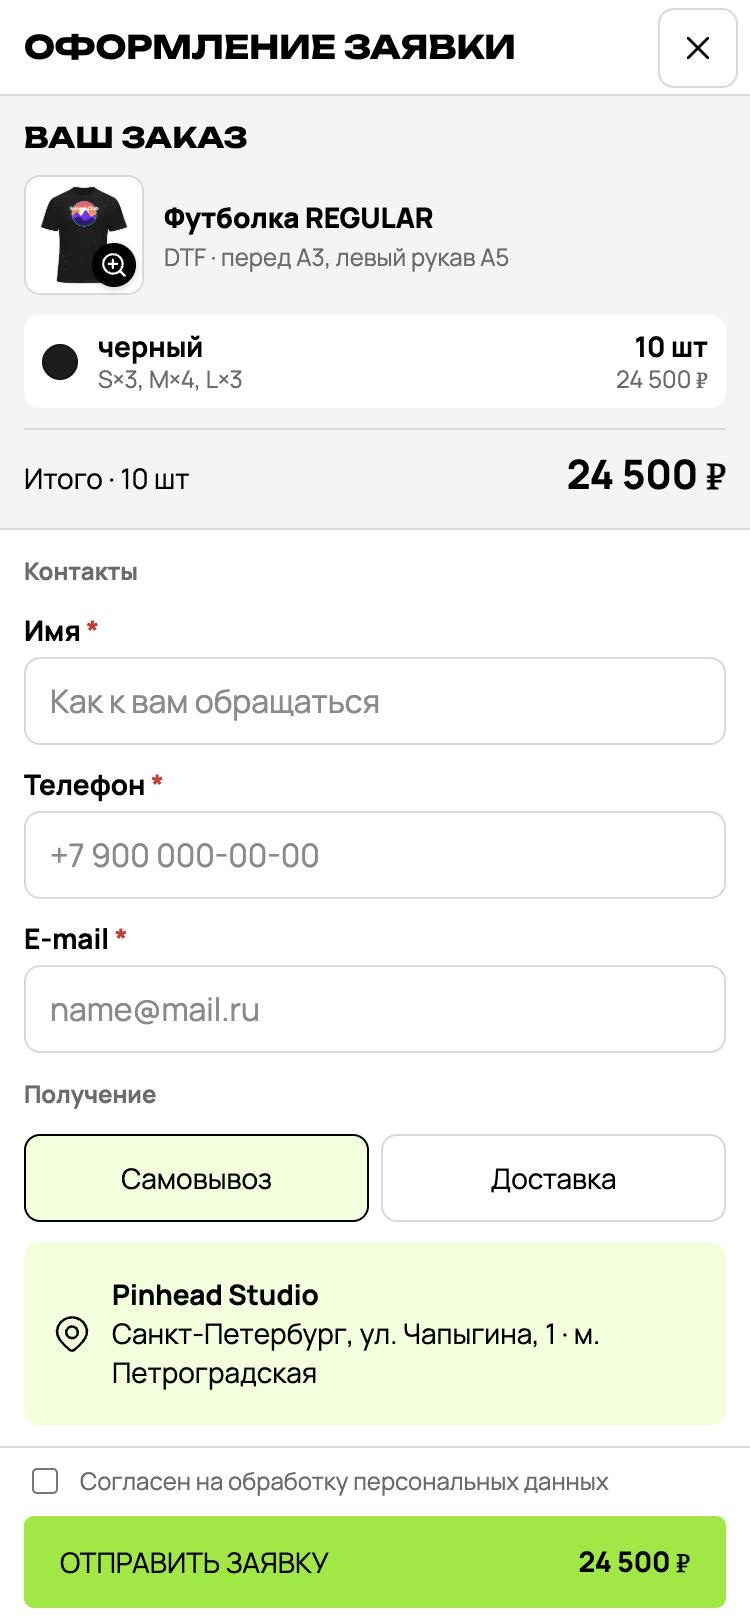 ОФОРМЛЕНИЕ ЗАЯВКИ
ВАШ ЗАКАЗ
Футболка REGULAR
DTF · перед А3, левый рукав А5
черный
10 шт
S×3, M×4, L×3
24 500 ₽
Итого · 10 шт
24 500 ₽
Контакты
Имя *
Как к вам обращаться
Телефон *
+7 900 000-00-00
E-mail *
name@mail.ru
Получение
Самовывоз
Доставка
Pinhead Studio
Санкт-Петербург, ул. Чапыгина, 1 · м.
Петроградская
Согласен на обработку персональных данных
ОТПРАВИТЬ ЗАЯВКУ
24 500 ₽